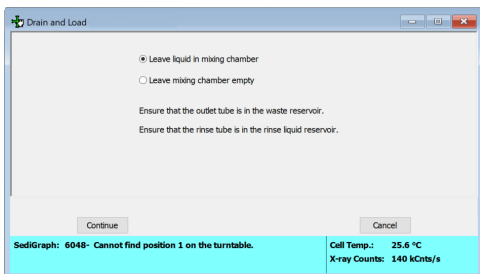 Drain and Load
Leave liquid in mixing chamber
Leave mixing chamber empty
Ensure that the outlet tube is in the waste reservoir.
Ensure that the rinse tube is in the rinse liquid reservoir.
Continue
Cancel
SediGraph: 6048- Cannot find position 1 on the turntable.
Cell Temp.: 25.6 °C
X-ray Counts: 140 kCnts/s